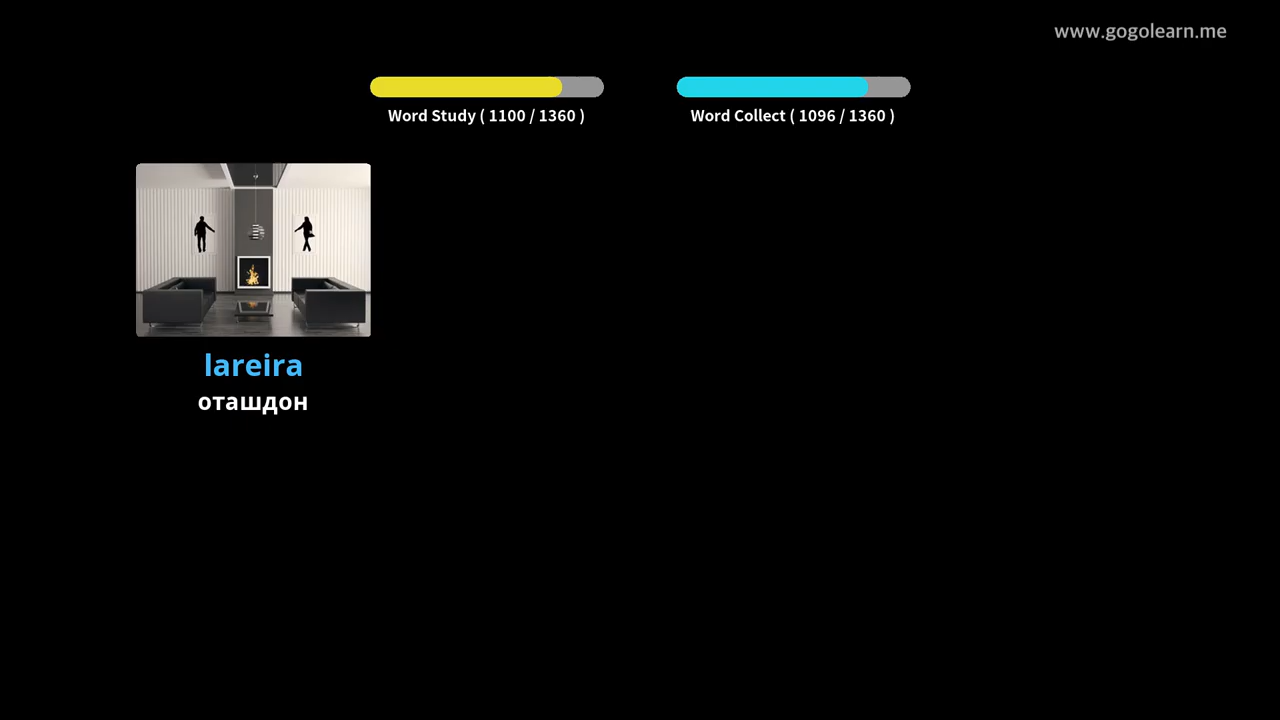 www.gogolearn.me
Word Study ( 1100 / 1360 )
Word Collect ( 1096 / 1360 )
lareira
оташдон